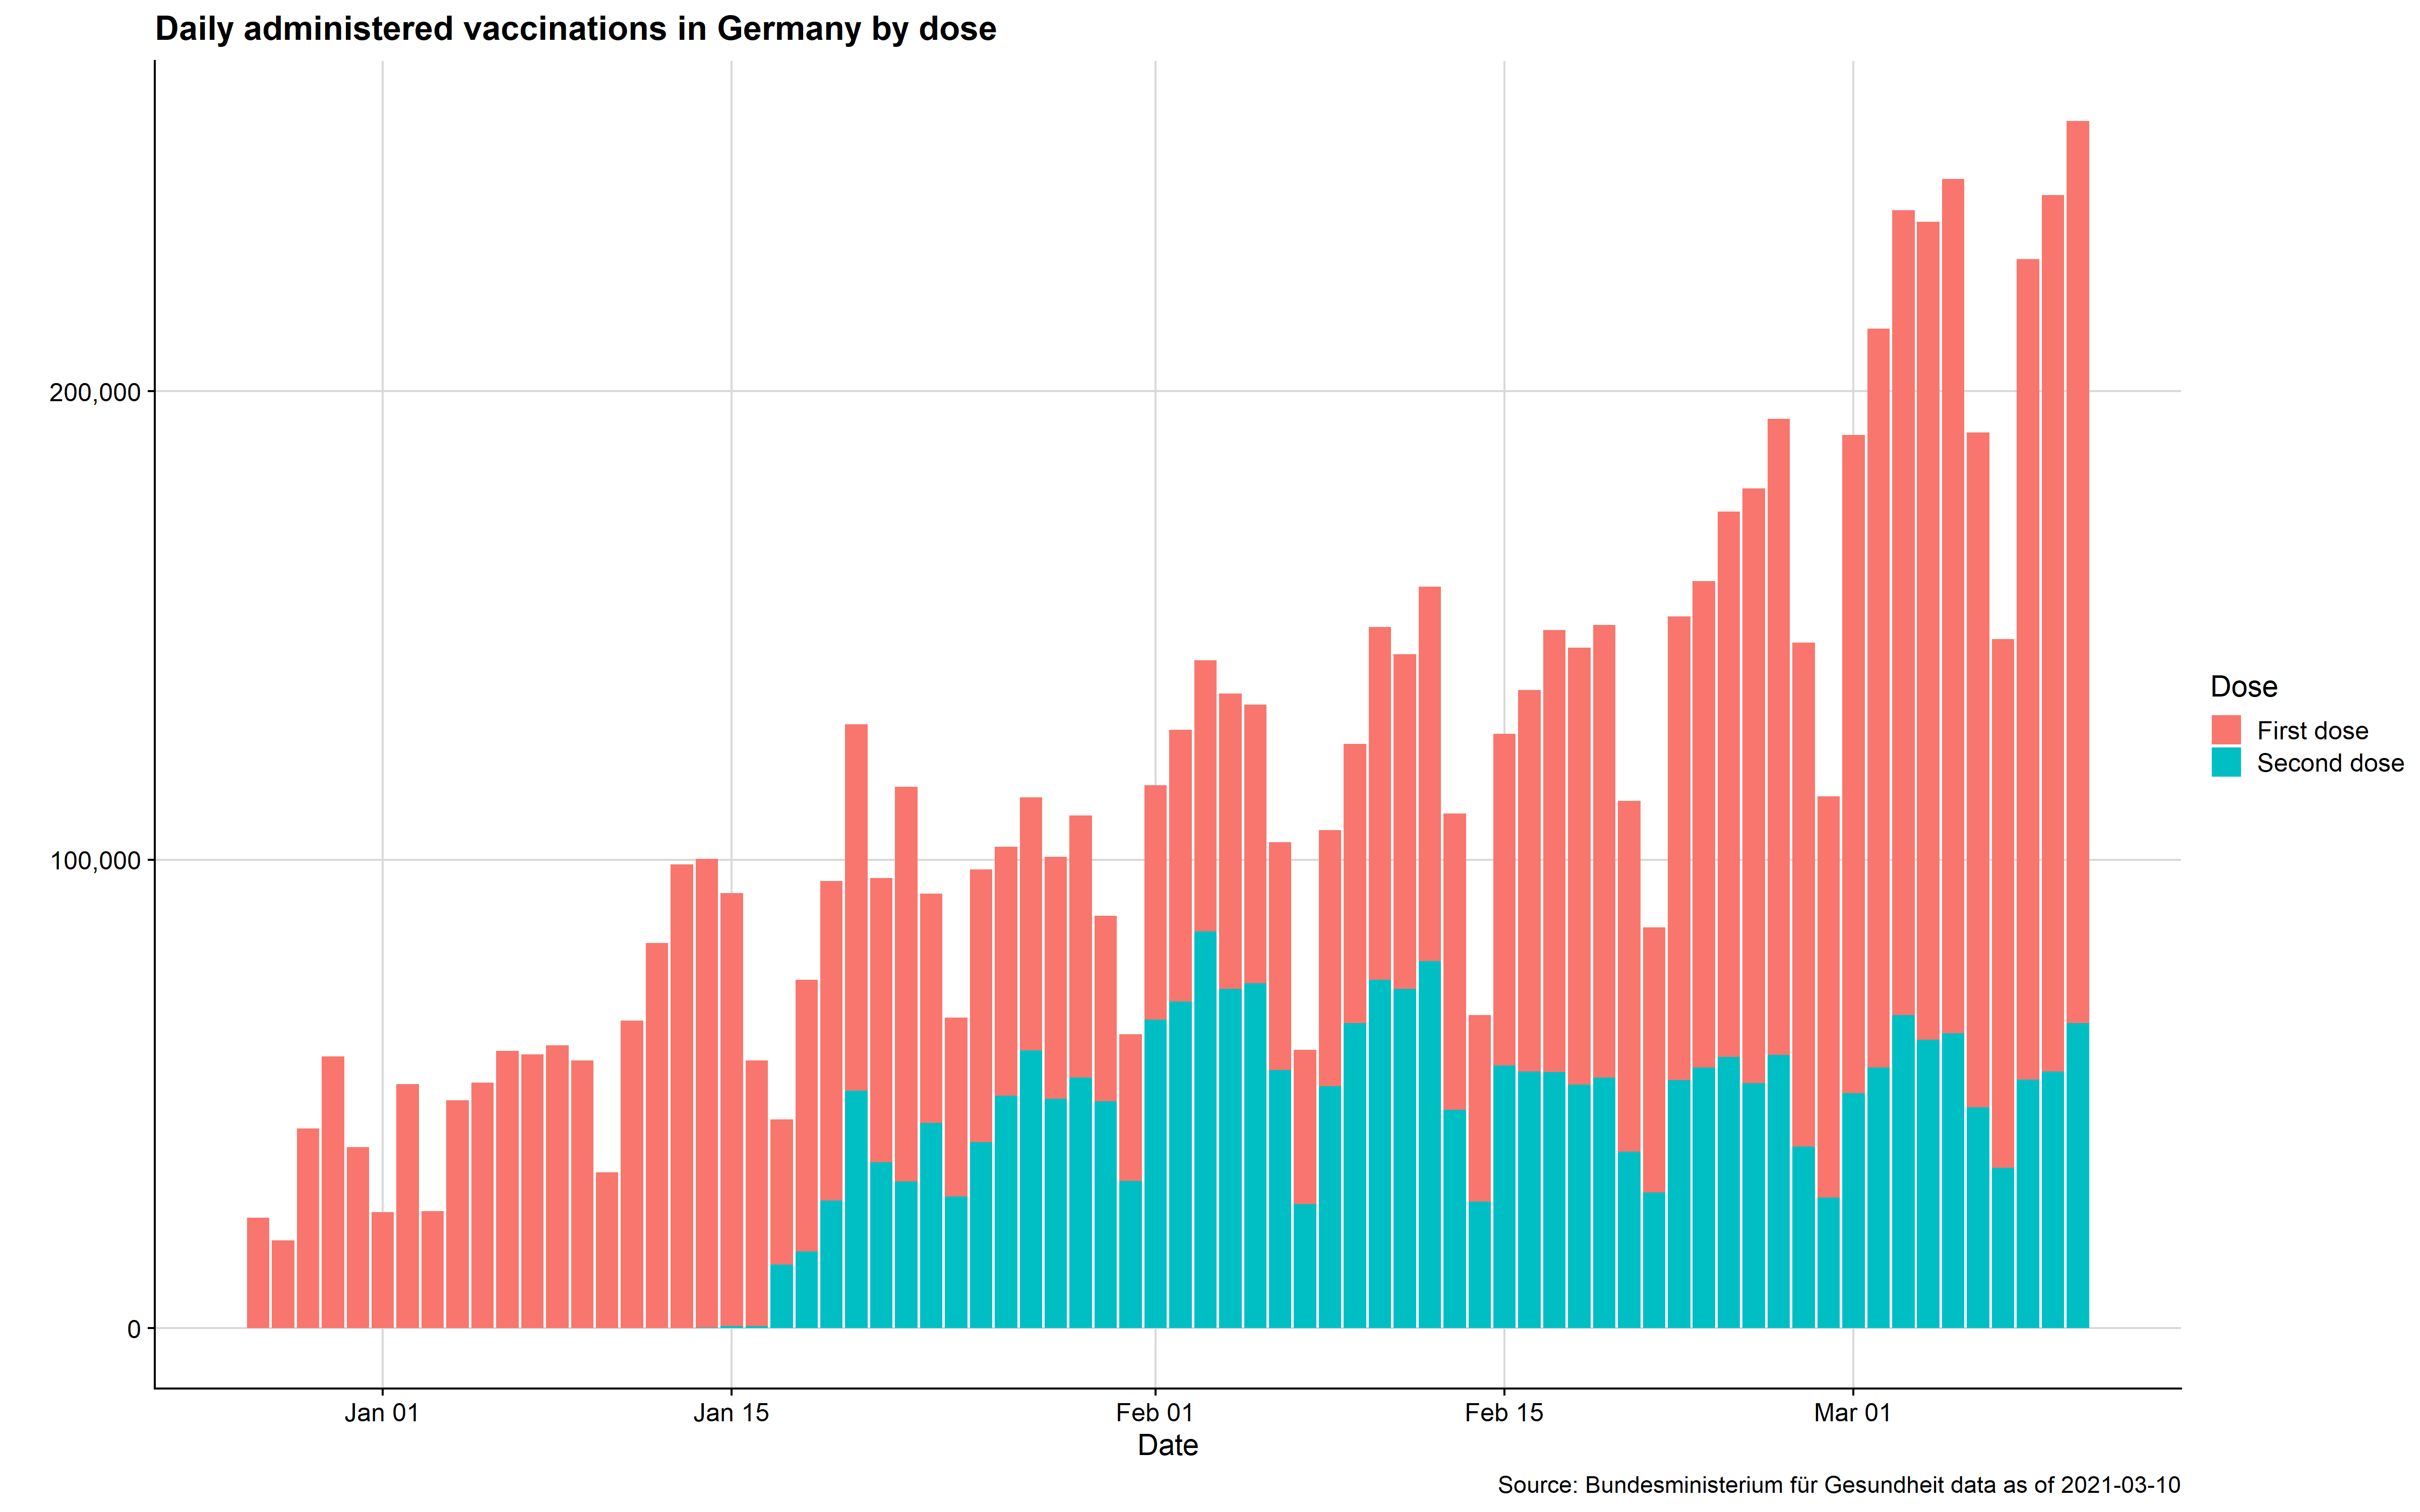 Daily administered vaccinations in Germany by dose
200,000
100,000
0
Jan 01
Jan 15
Feb 01
Feb 15
Mar 01
Date
Dose
First dose
Second dose
Source: Bundesministerium für Gesundheit data as of 2021-03-10